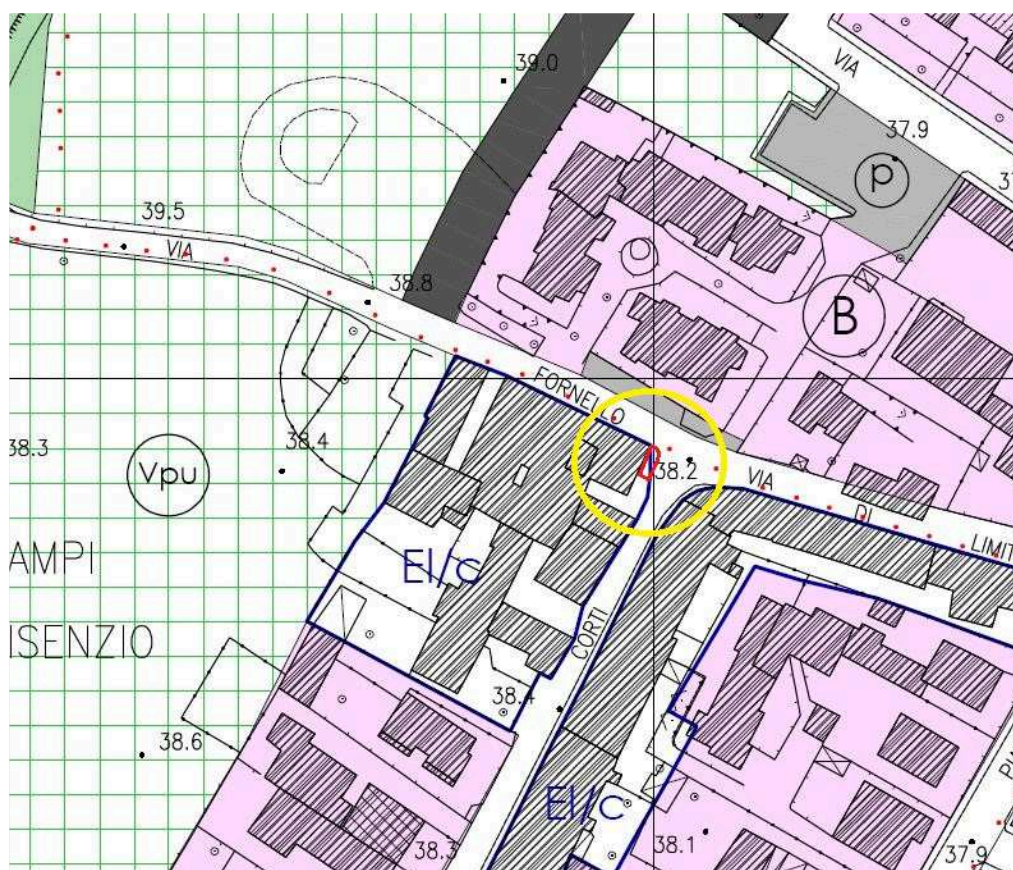 VIA
39.0
37.9
p
39.5
VIA
38.8
B
FORNELLO
38.3
38.4
Vpu
38.2
VIA
DI
LIMIT
AMPI
El/c
ISENZIO
CORTI
38.4
38.6
El/c
38.3
38.1
37.9